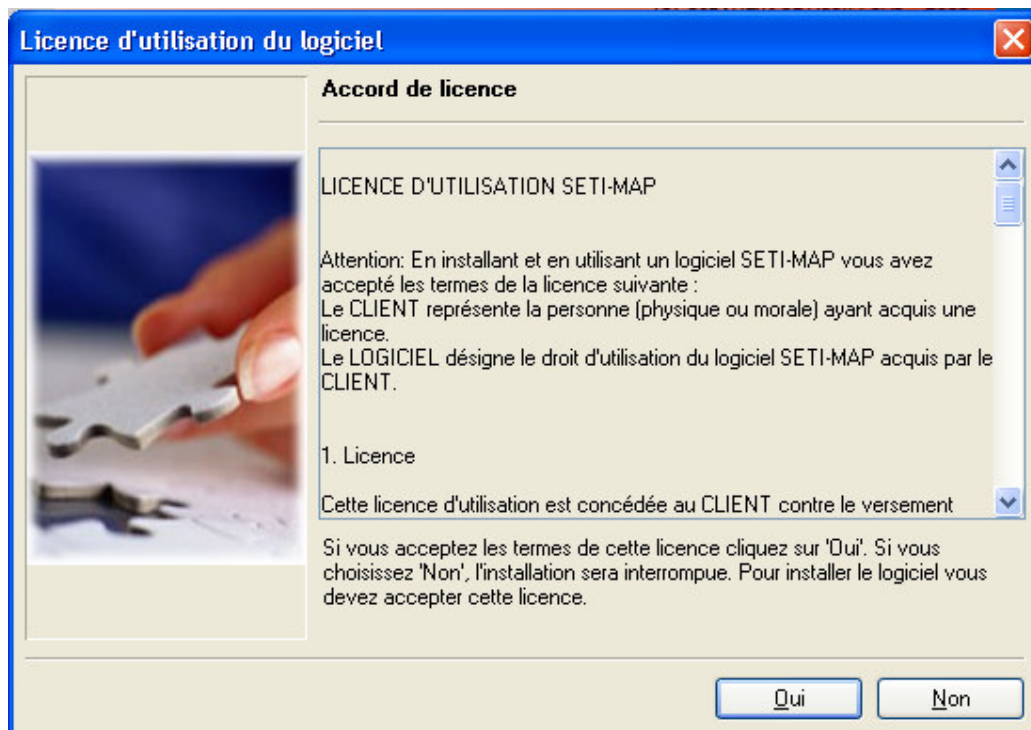 Licence d'utilisation du logiciel
Accord de licence
LICENCE D'UTILISATION SETI-MAP
Attention: En installant et en utilisant un logiciel SETI-MAP vous avez
accepté les termes de la licence suivante :
Le CLIENT représente la personne (physique ou morale) ayant acquis une
licence.
Le LOGICIEL désigne le droit d'utilisation du logiciel SETI-MAP acquis par le
CLIENT.
1. Licence
Cette licence d'utilisation est concédée au CLIENT contre le versement
Si vous acceptez les termes de cette licence cliquez sur 'Oui'. Si vous
choisissez 'Non', l'installation sera interrompue. Pour installer le logiciel vous
devez accepter cette licence.
Oui
Non